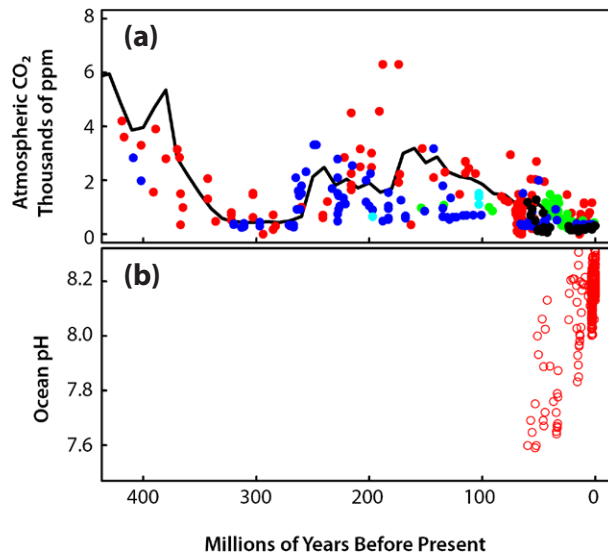 (a)
Atmospheric CO₂
Thousands of ppm
8
6
4
2
0
(b)
Ocean pH
8.2
8.0
7.8
7.6
400
300
200
100
0
Millions of Years Before Present